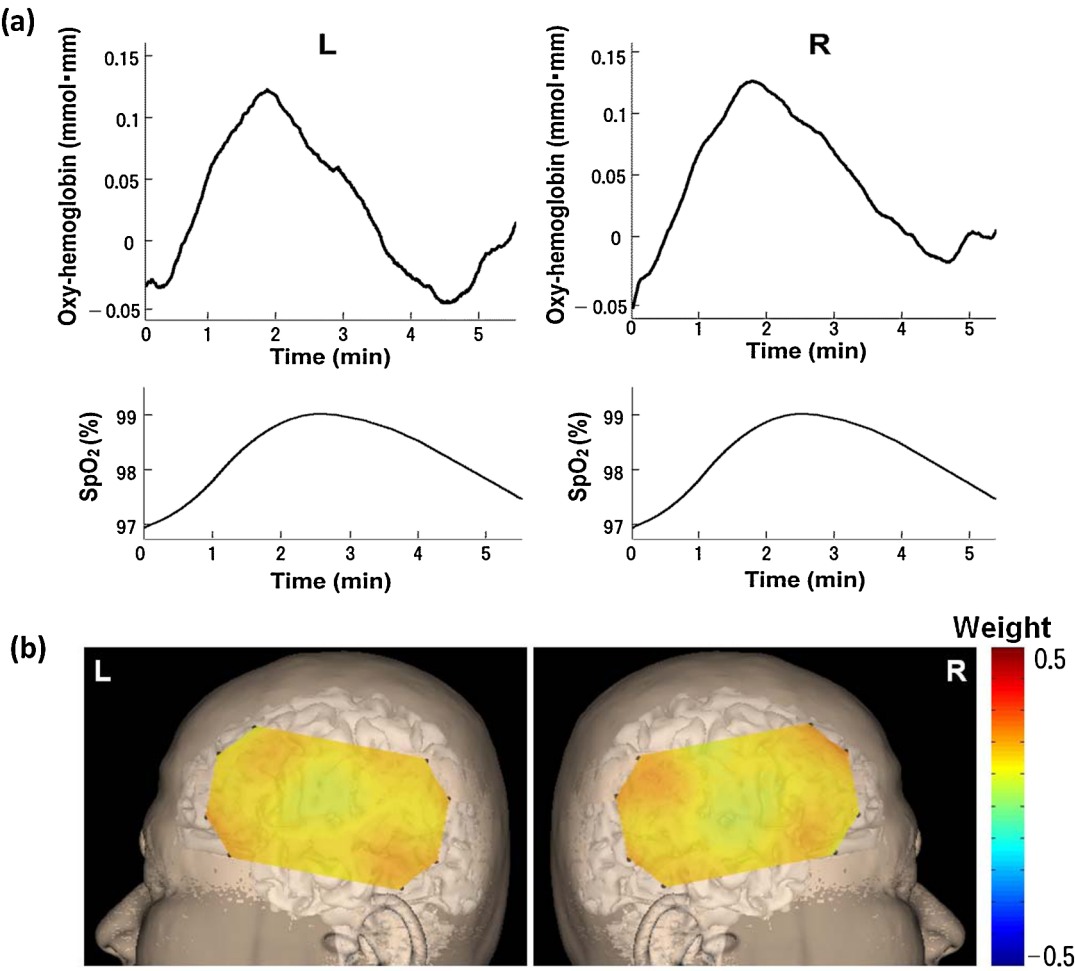 (a)
L
Oxy-hemoglobin (mmol・mm)
0.15
0.1
0.05
0
－0.05
0 1 2 3 4 5
Time (min)
R
Oxy-hemoglobin (mmol・mm)
0.15
0.1
0.05
0
－0.05
0 1 2 3 4 5
Time (min)
SpO₂ (%)
99
98
97
0 1 2 3 4 5
Time (min)
SpO₂ (%)
99
98
97
0 1 2 3 4 5
Time (min)
(b)
L
R
Weight
0.5
－0.5